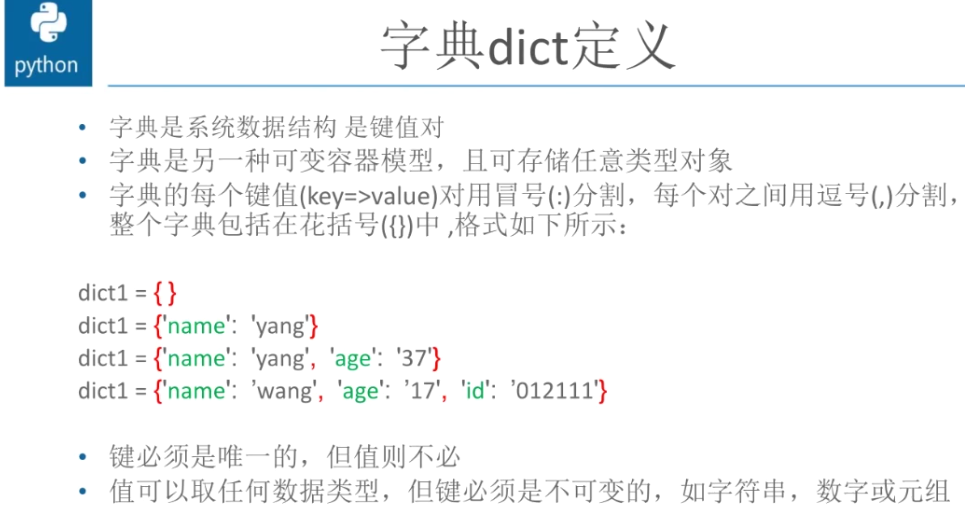 python
字典dict定义
• 字典是系统数据结构 是键值对
• 字典是另一种可变容器模型，且可存储任意类型对象
• 字典的每个键值(key=>value)对用冒号(:)分割，每个对之间用逗号(,)分割，
整个字典包括在花括号({})中 ,格式如下所示：
dict1 = { }
dict1 = {'name': 'yang'}
dict1 = {'name': 'yang', 'age': '37'}
dict1 = {'name': ’wang', 'age': ’17', 'id': ’012111'}
• 键必须是唯一的，但值则不必
• 值可以取任何数据类型，但键必须是不可变的，如字符串，数字或元组